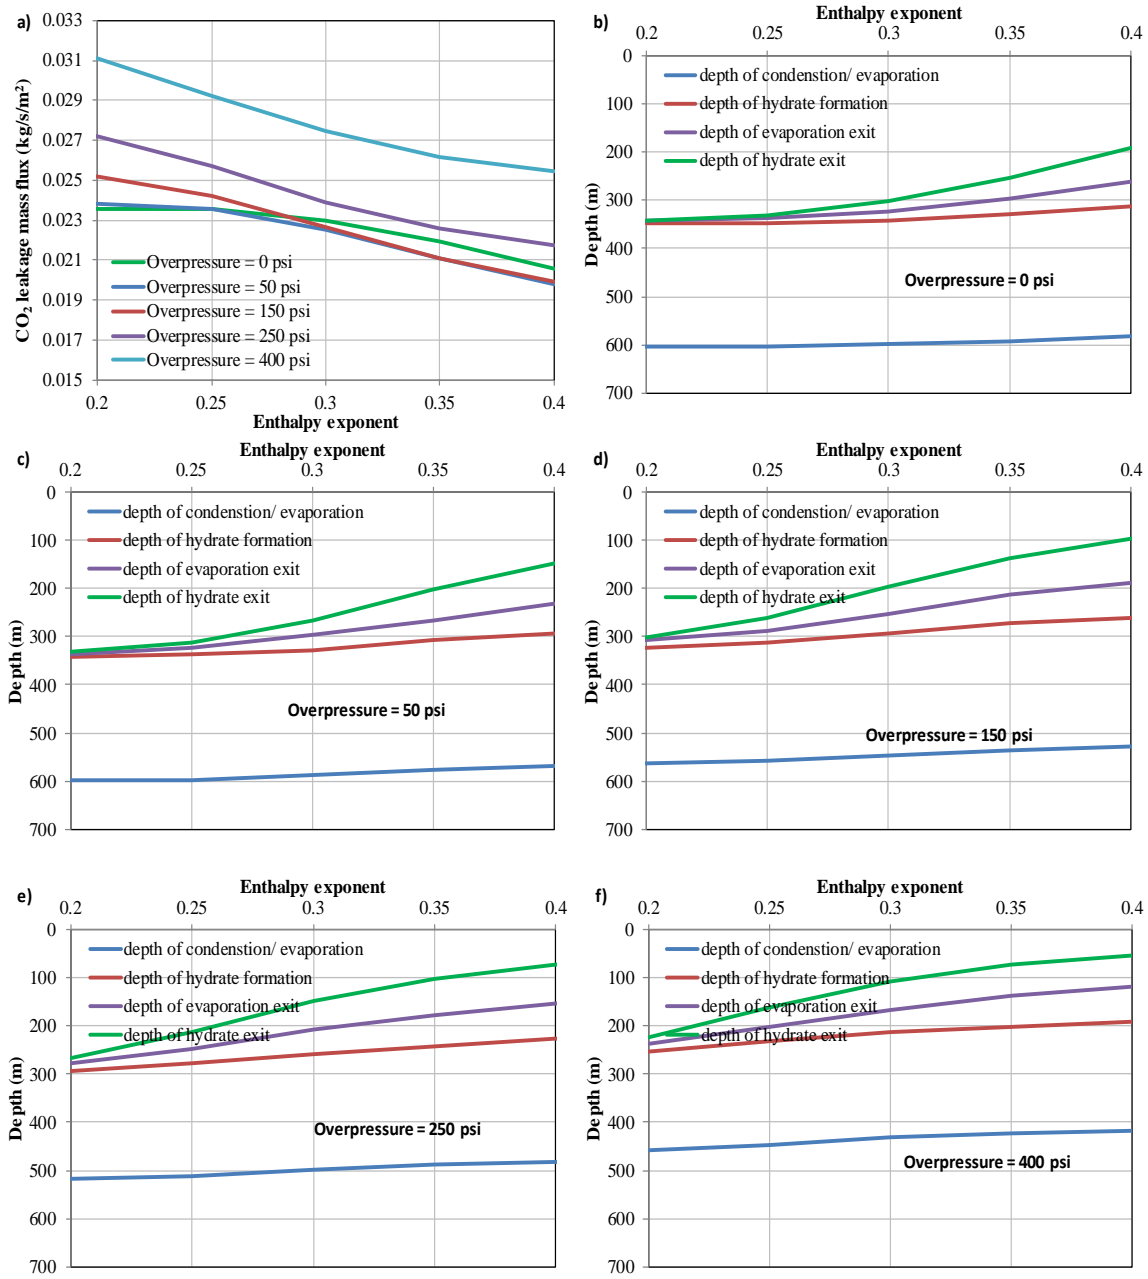 a)
0.033
0.031
0.029
0.027
0.025
0.023
0.021
0.019
0.017
0.015
CO₂ leakage mass flux (kg/s/m²)
Overpressure = 0 psi
Overpressure = 50 psi
Overpressure = 150 psi
Overpressure = 250 psi
Overpressure = 400 psi
0.2 0.25 0.3 0.35 0.4
Enthalpy exponent
b)
Enthalpy exponent
0.2 0.25 0.3 0.35 0.4
0
100
200
300
400
500
600
700
Depth (m)
depth of condenstion/ evaporation
depth of hydrate formation
depth of evaporation exit
depth of hydrate exit
Overpressure = 0 psi
c)
Enthalpy exponent
0.2 0.25 0.3 0.35 0.4
0
100
200
300
400
500
600
700
Depth (m)
depth of condenstion/ evaporation
depth of hydrate formation
depth of evaporation exit
depth of hydrate exit
Overpressure = 50 psi
d)
Enthalpy exponent
0.2 0.25 0.3 0.35 0.4
0
100
200
300
400
500
600
700
Depth (m)
depth of condenstion/ evaporation
depth of hydrate formation
depth of evaporation exit
depth of hydrate exit
Overpressure = 150 psi
e)
Enthalpy exponent
0.2 0.25 0.3 0.35 0.4
0
100
200
300
400
500
600
700
Depth (m)
depth of condenstion/ evaporation
depth of hydrate formation
depth of evaporation exit
depth of hydrate exit
Overpressure = 250 psi
f)
Enthalpy exponent
0.2 0.25 0.3 0.35 0.4
0
100
200
300
400
500
600
700
Depth (m)
depth of condenstion/ evaporation
depth of hydrate formation
depth of evaporation exit
depth of hydrate exit
Overpressure = 400 psi